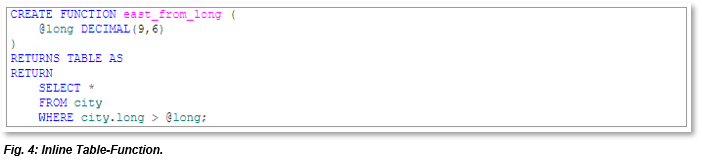 CREATE FUNCTION east_from_long (
    @long DECIMAL(9,6)
)
RETURNS TABLE AS
RETURN
    SELECT *
    FROM city
    WHERE city.long > @long;
Fig. 4: Inline Table-Function.